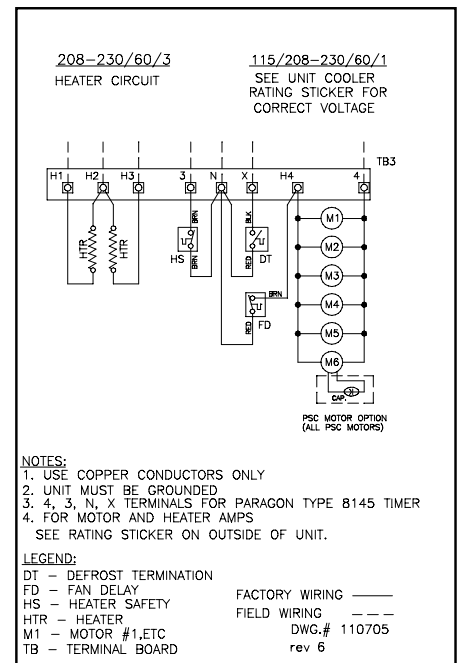 208-230/60/3
HEATER CIRCUIT
115/208-230/60/1
SEE UNIT COOLER
RATING STICKER FOR
CORRECT VOLTAGE
TB3
H1 H2 H3 3 N X H4 4
HTR HTR
BRN
HS
BRN
BLK
DT
RED
BRN
FD
RED
M1
M2
M3
M4
M5
M6
CAP.
PSC MOTOR OPTION
(ALL PSC MOTORS)
NOTES:
1. USE COPPER CONDUCTORS ONLY
2. UNIT MUST BE GROUNDED
3. 4, 3, N, X TERMINALS FOR PARAGON TYPE 8145 TIMER
4. FOR MOTOR AND HEATER AMPS
SEE RATING STICKER ON OUTSIDE OF UNIT.
LEGEND:
DT – DEFROST TERMINATION
FD – FAN DELAY
HS – HEATER SAFETY
HTR – HEATER
M1 – MOTOR #1,ETC
TB – TERMINAL BOARD
FACTORY WIRING
FIELD WIRING
DWG.# 110705
rev 6